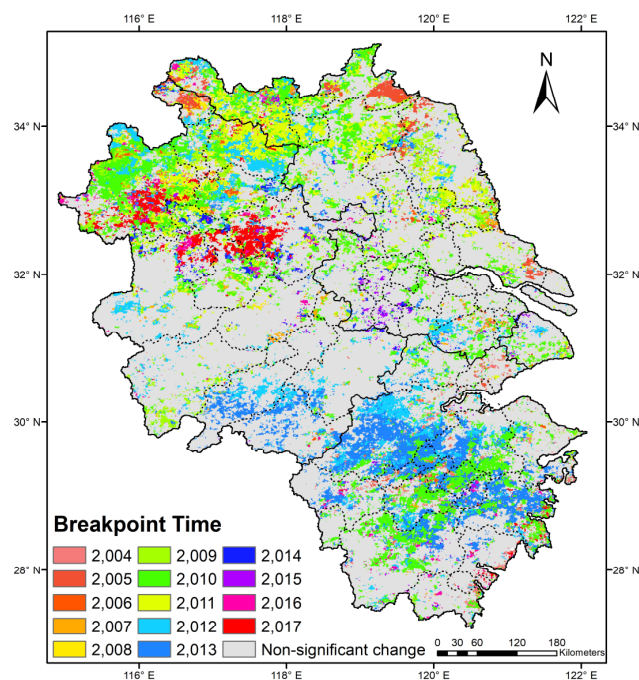 116° E 118° E 120° E 122° E
N
34° N
34° N
32° N
32° N
30° N
30° N
28° N
28° N
Breakpoint Time
2,004 2,009 2,014
2,005 2,010 2,015
2,006 2,011 2,016
2,007 2,012 2,017
2,008 2,013 Non-significant change
0 30 60 120 180
Kilometers
116° E 118° E 120° E 122° E